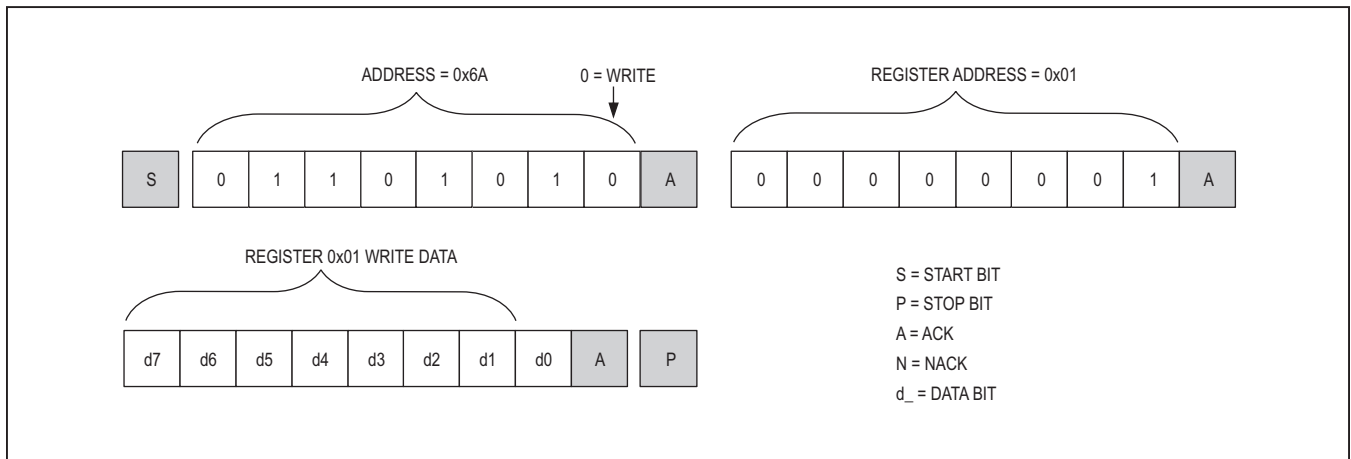 ADDRESS = 0x6A 0 = WRITE REGISTER ADDRESS = 0x01
S 0 1 1 0 1 0 1 0 A 0 0 0 0 0 0 0 1 A
REGISTER 0x01 WRITE DATA
d7 d6 d5 d4 d3 d2 d1 d0 A P
S = START BIT
P = STOP BIT
A = ACK
N = NACK
d_ = DATA BIT